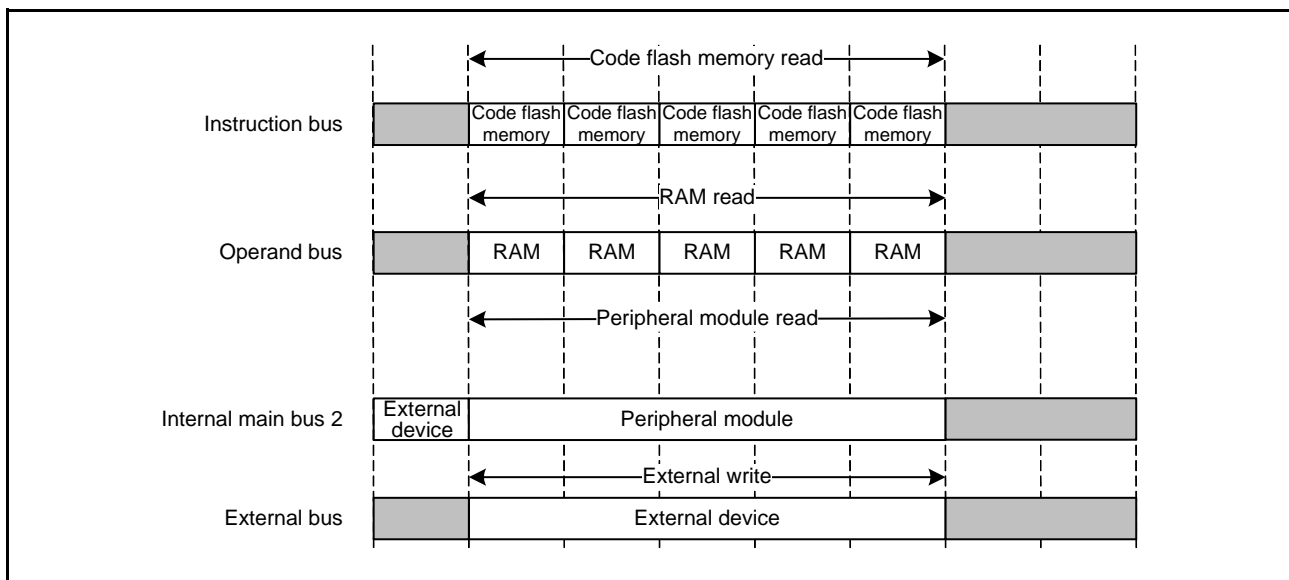 Code flash memory read
Instruction bus
Code flash Code flash Code flash Code flash Code flash
memory memory memory memory memory
RAM read
Operand bus
RAM RAM RAM RAM RAM
Peripheral module read
Internal main bus 2
External
device
Peripheral module
External write
External bus
External device